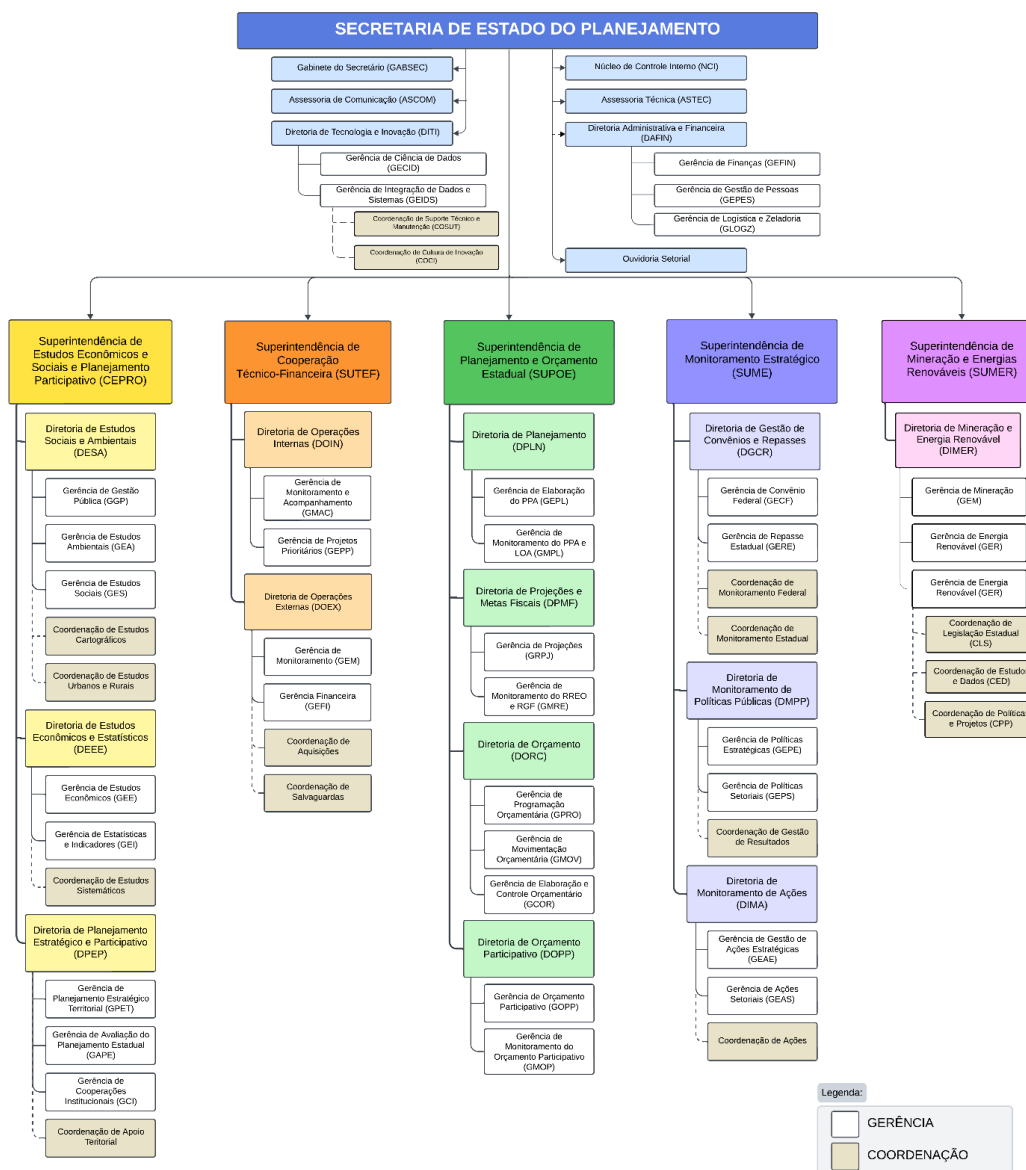 SECRETARIA DE ESTADO DO PLANEJAMENTO
Gabinete do Secretário (GABSEC)
Assessoria de Comunicação (ASCOM)
Diretoria de Tecnologia e Inovação (DITI)
Gerência de Ciência de Dados
(GECID)
Gerência de Integração de Dados e
Sistemas (GEIDS)
Coordenação de Suporte Técnico e
Manutenção (COSUT)
Coordenação de Cultura de Inovação
(COCI)
Núcleo de Controle Interno (NCI)
Assessoria Técnica (ASTEC)
Diretoria Administrativa e Financeira
(DAFIN)
Gerência de Finanças (GEFIN)
Gerência de Gestão de Pessoas
(GEPES)
Gerência de Logística e Zeladoria
(GLOGZ)
Ouvidoria Setorial
Superintendência de
Estudos Econômicos e
Sociais e Planejamento
Participativo (CEPRO)
Diretoria de Estudos
Sociais e Ambientais
(DESA)
Gerência de Gestão
Pública (GGP)
Gerência de Estudos
Ambientais (GEA)
Gerência de Estudos
Sociais (GES)
Coordenação de Estudos
Cartográficos
Coordenação de Estudos
Urbanos e Rurais
Diretoria de Estudos
Econômicos e Estatísticos
(DEEE)
Gerência de Estudos
Econômicos (GEE)
Gerência de Estatísticas
e Indicadores (GEI)
Coordenação de Estudos
Sistemáticos
Diretoria de Planejamento
Estratégico e Participativo
(DPEP)
Gerência de
Planejamento Estratégico
Territorial (GPET)
Gerência de Avaliação do
Planejamento Estadual
(GAPE)
Gerência de
Cooperações
Institucionais (GCI)
Coordenação de Apoio
Teritorial
Superintendência de
Cooperação
Técnico-Financeira (SUTEF)
Diretoria de Operações
Internas (DOIN)
Gerência de
Monitoramento e
Acompanhamento
(GMAC)
Gerência de Projetos
Prioritários (GEPP)
Diretoria de Operações
Externas (DOEX)
Gerência de
Monitoramento (GEM)
Gerência Financeira
(GEFI)
Coordenação de
Aquisições
Coordenação de
Salvaguardas
Superintendência de
Planejamento e Orçamento
Estadual (SUPOE)
Diretoria de Planejamento
(DPLN)
Gerência de Elaboração
do PPA (GEPL)
Gerência de
Monitoramento do PPA e
LOA (GMPL)
Diretoria de Projeções e
Metas Fiscais (DPMF)
Gerência de Projeções
(GRPJ)
Gerência de
Monitoramento do RREO
e RGF (GMRE)
Diretoria de Orçamento
(DORC)
Gerência de
Programação
Orçamentária (GPRO)
Gerência de
Movimentação
Orçamentária (GMOV)
Gerência de Elaboração e
Controle Orçamentário
(GCOR)
Diretoria de Orçamento
Participativo (DOPP)
Gerência de Orçamento
Participativo (GOPP)
Gerência de
Monitoramento do
Orçamento Participativo
(GMOP)
Superintendência de
Monitoramento Estratégico
(SUME)
Diretoria de Gestão de
Convênios e Repasses
(DGCR)
Gerência de Convênio
Federal (GECF)
Gerência de Repasse
Estadual (GERE)
Coordenação de
Monitoramento Federal
Coordenação de
Monitoramento Estadual
Diretoria de
Monitoramento de
Políticas Públicas (DMPP)
Gerência de Políticas
Estratégicas (GEPE)
Gerência de Políticas
Setoriais (GEPS)
Coordenação de Gestão
de Resultados
Diretoria de
Monitoramento de Ações
(DIMA)
Gerência de Gestão de
Ações Estratégicas
(GEAE)
Gerência de Ações
Setoriais (GEAS)
Coordenação de Ações
Superintendência de
Mineração e Energias
Renováveis (SUMER)
Diretoria de Mineração e
Energia Renovável
(DIMER)
Gerência de Mineração
(GEM)
Gerência de Energia
Renovável (GER)
Gerência de Energia
Renovável (GER)
Coordenação de
Legislação Estadual
(CLS)
Coordenação de Estudos
e Dados (CED)
Coordenação de Políticas
e Projetos (CPP)
Legenda:
GERÊNCIA
COORDENAÇÃO